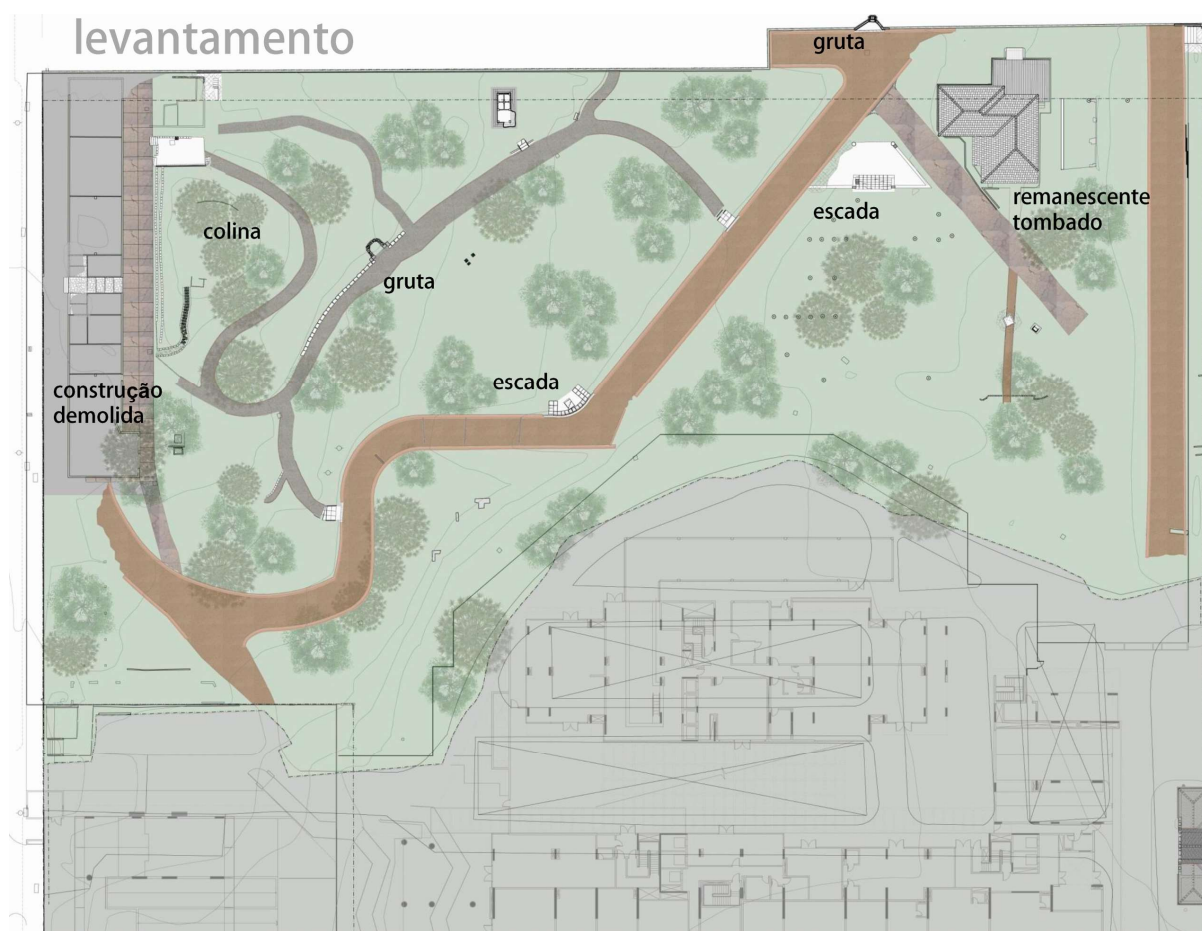 levantamento
gruta
remanescente
tombado
escada
colina
gruta
escada
construção
demolida